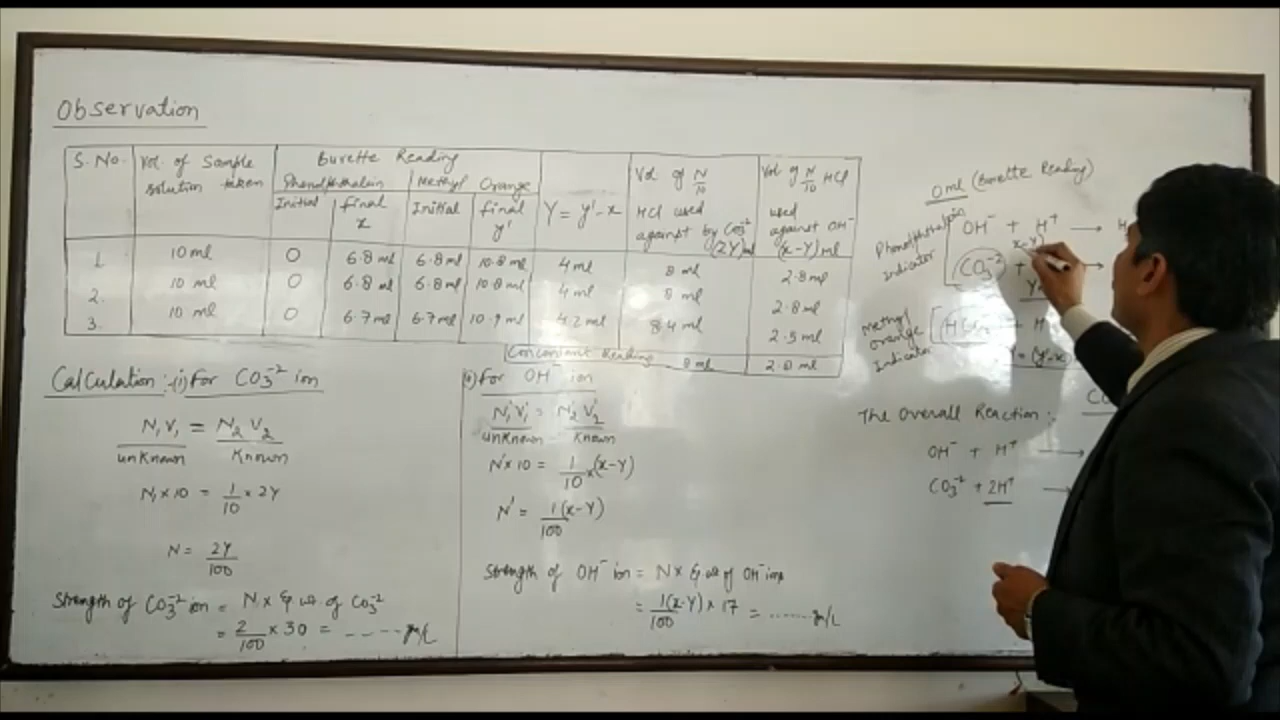 Observation
S. No. Vol. of Sample solution taken Burette Reading Y = y' - x Vol. of N/10 HCl used against by CO3^-2 (2Y) ml Vol. of N/10 HCl used against OH^- (x-Y) ml
Phenolphthalein Methyl Orange
Initial final x Initial final y'
1. 10 ml 0 6.8 ml 6.8 ml 10.8 ml 4 ml 8 ml 2.8 ml
2. 10 ml 0 6.8 ml 6.8 ml 10.8 ml 4 ml 8 ml 2.8 ml
3. 10 ml 0 6.7 ml 6.7 ml 10.9 ml 4.2 ml 8.4 ml 2.5 ml
Concordant Reading 8 ml 2.8 ml
Calculation :- (i) For CO3^-2 ion
N1V1 = N2V2
unknown Known
N1 × 10 = 1/10 × 2Y
N = 2Y/100
Strength of CO3^-2 ion = N × Eq. wt. of CO3^-2
= 2/100 × 30 = ------ gm/L
(ii) For OH^- ion
N1'V1' = N2'V2'
unknown Known
N' × 10 = 1/10 × (x-Y)
N' = 1/100 (x-Y)
Strength of OH^- ion = N × Eq. wt of OH^- ions
= 1/100 (x-Y) × 17 = ....... gm/L
0 ml (Burette Reading)
Phenolphthalein Indicator
OH^- + H^+ → H
x-Y)
CO3^-2 + →
Y
Methyl orange Indicator
+ H
= (y'-x)
The Overall Reaction :-
OH^- + H^+ →
CO3^-2 + 2H^+ →